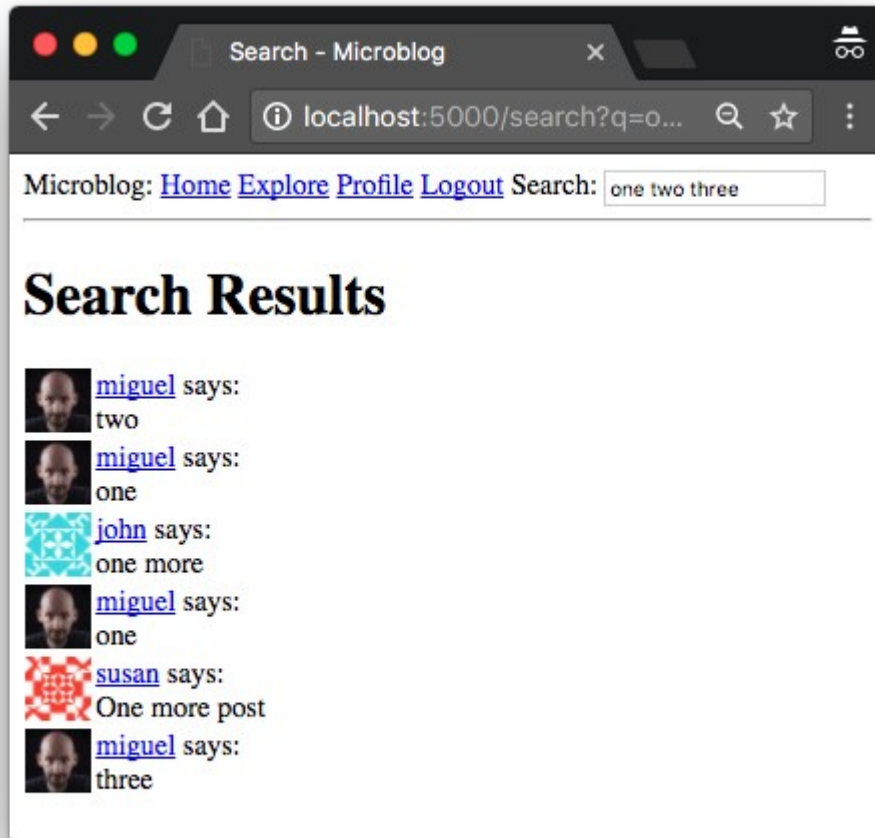 Search - Microblog
localhost:5000/search?q=o...
Microblog: Home Explore Profile Logout Search: one two three
Search Results
miguel says:
two
miguel says:
one
john says:
one more
miguel says:
one
susan says:
One more post
miguel says:
three